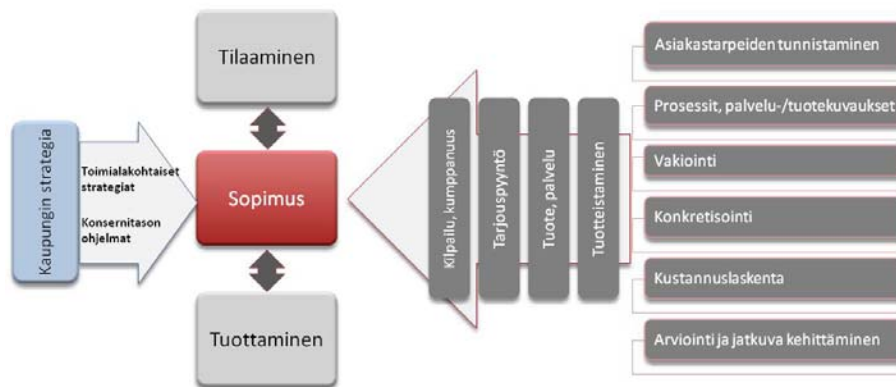 Kaupungin strategia
Toimialakohtaiset
strategiat
Konsernitason
ohjelmat
Tilaaminen
Sopimus
Tuottaminen
Kilpailu, kumppanuus
Tarjouspyyntö
Tuote, palvelu
Tuotteistaminen
Asiakastarpeiden tunnistaminen
Prosessit, palvelu-/tuotekuvaukset
Vakiointi
Konkretisointi
Kustannuslaskenta
Arviointi ja jatkuva kehittäminen